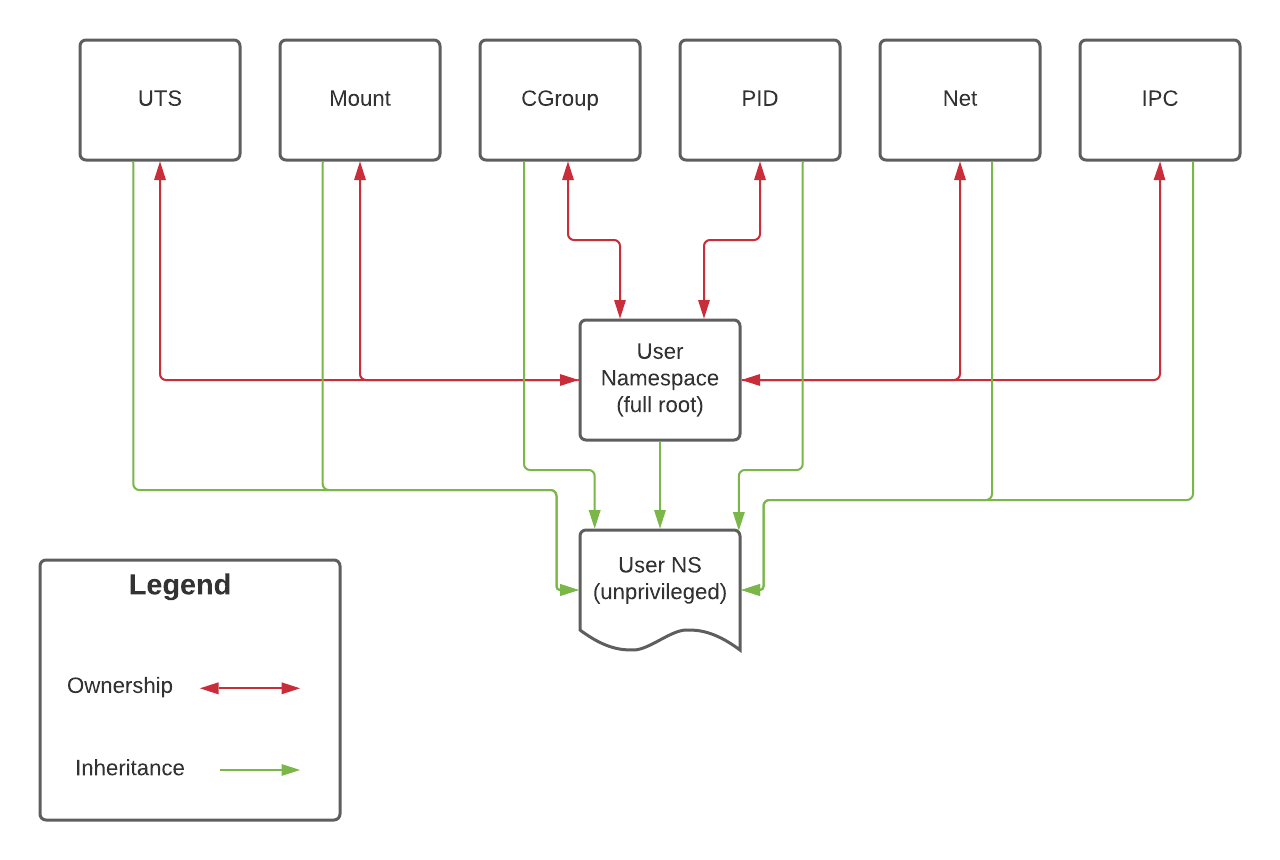 UTS
Mount
CGroup
PID
Net
IPC
User
Namespace
(full root)
User NS
(unprivileged)
Legend
Ownership
Inheritance